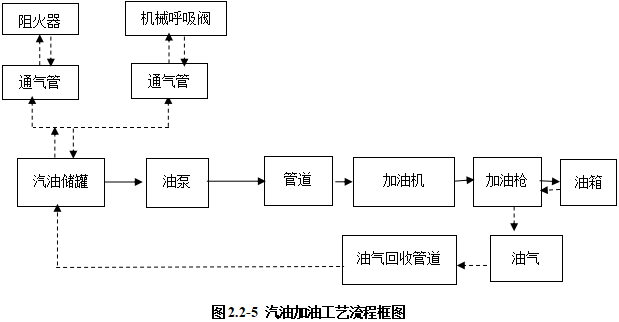 阻火器
机械呼吸阀
通气管
通气管
汽油储罐
油泵
管道
加油机
加油枪
油箱
油气回收管道
油气
图 2.2-5 汽油加油工艺流程框图